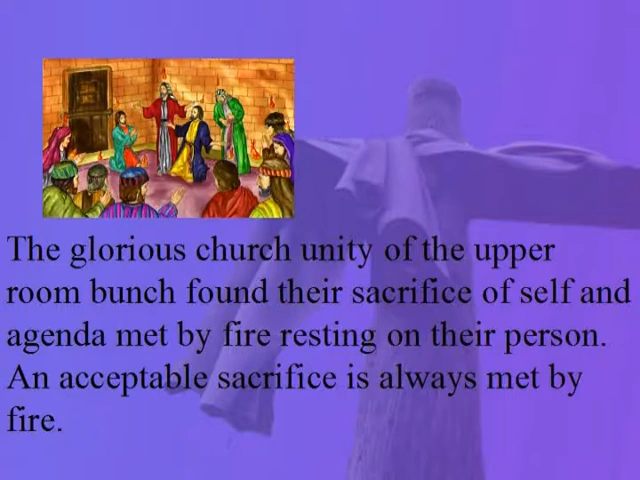 The glorious church unity of the upper
room bunch found their sacrifice of self and
agenda met by fire resting on their person.
An acceptable sacrifice is always met by
fire.